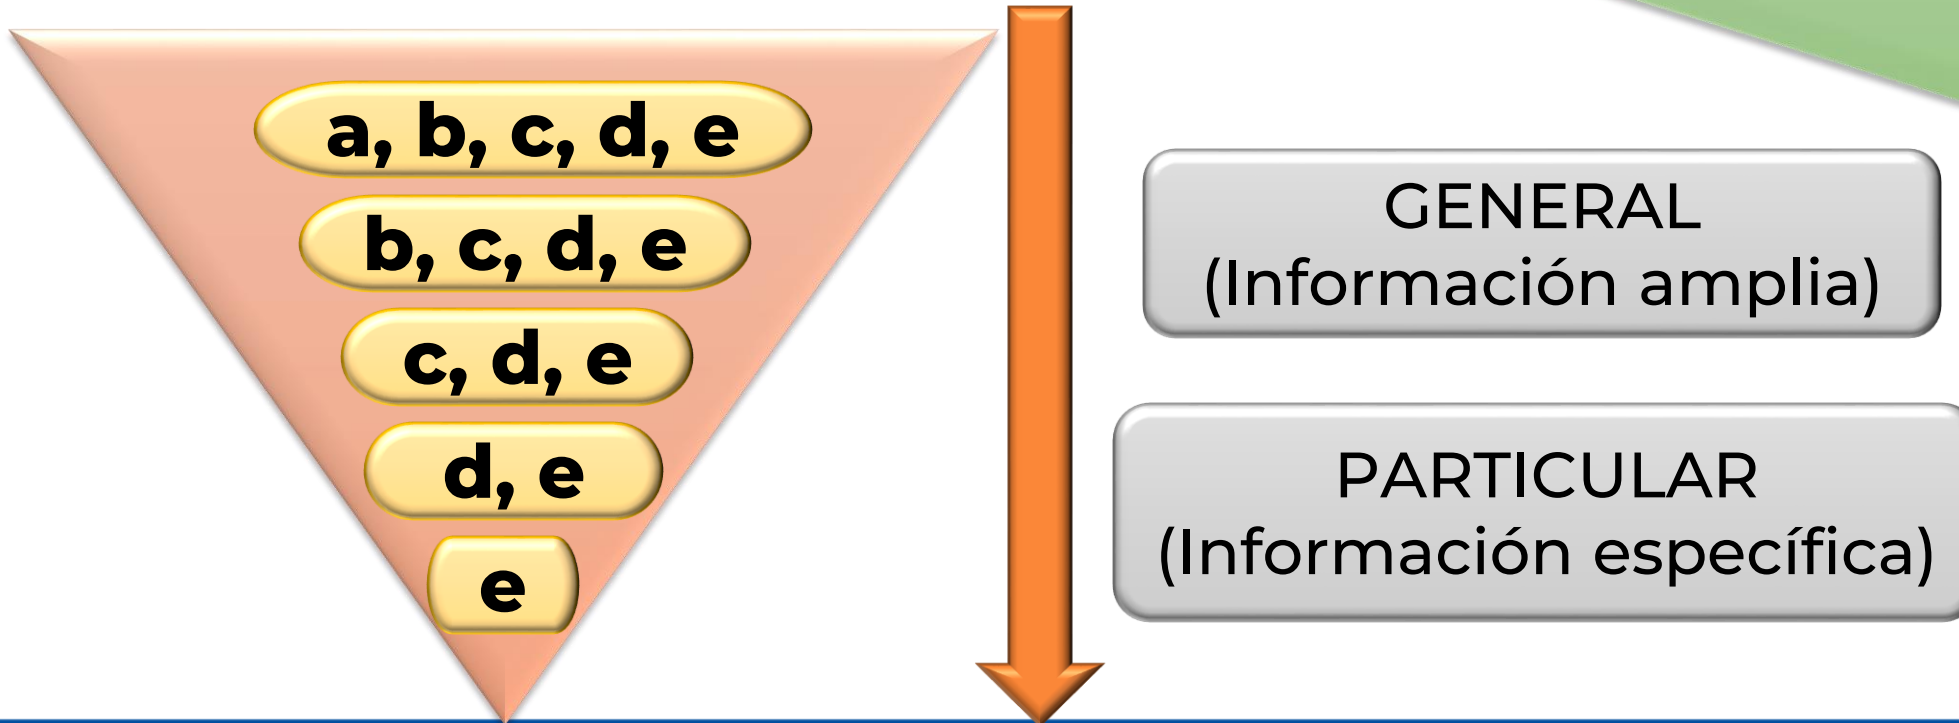 a, b, c, d, e
b, c, d, e
c, d, e
d, e
e
GENERAL
(Información amplia)
PARTICULAR
(Información específica)